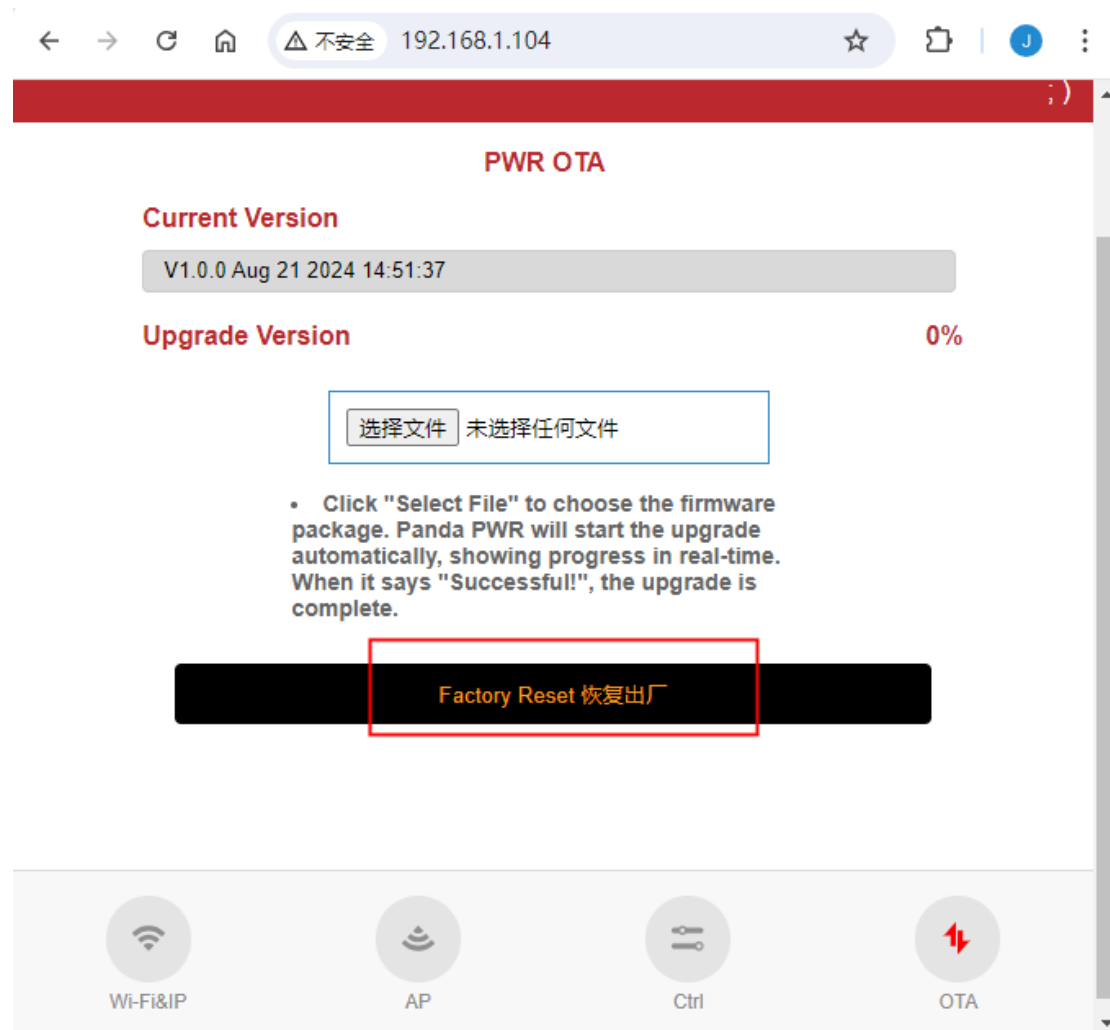 不安全 192.168.1.104
J
;)
PWR OTA
Current Version
V1.0.0 Aug 21 2024 14:51:37
Upgrade Version 0%
选择文件 未选择任何文件
• Click "Select File" to choose the firmware
package. Panda PWR will start the upgrade
automatically, showing progress in real-time.
When it says "Successful!", the upgrade is
complete.
Factory Reset 恢复出厂
Wi-Fi&IP AP Ctrl OTA